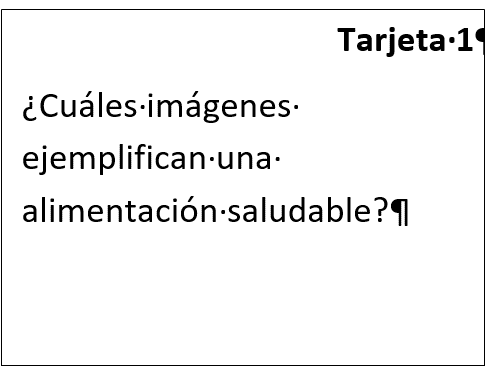 Tarjeta·1¶
¿Cuáles·imágenes·
ejemplifican·una·
alimentación·saludable?¶